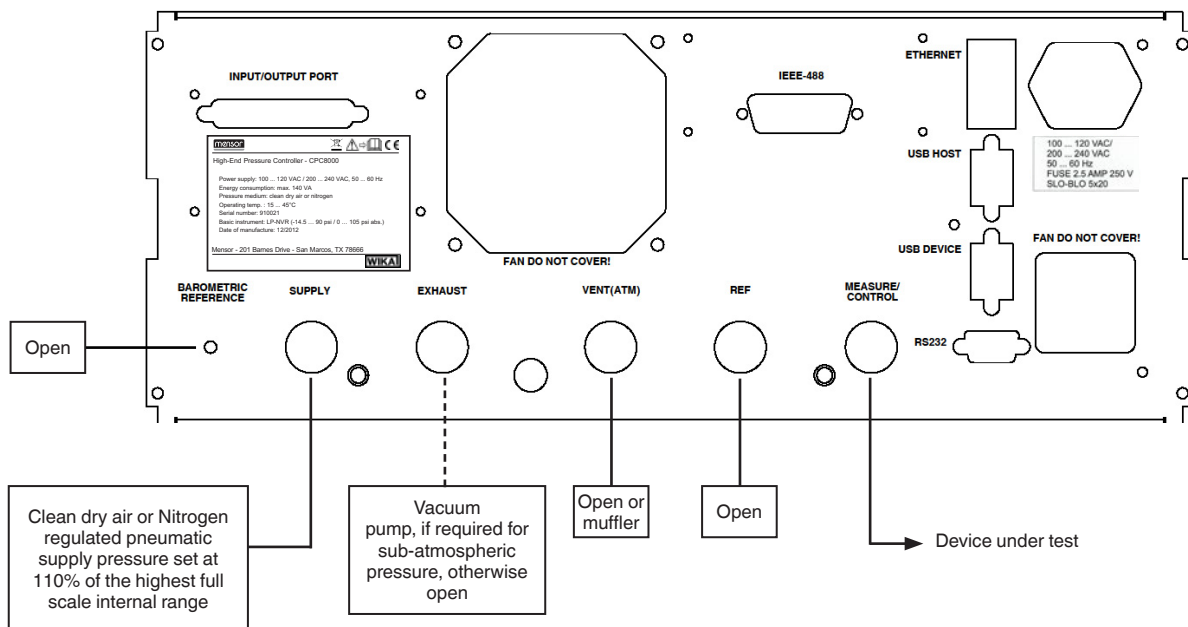 INPUT/OUTPUT PORT
IEEE-488
ETHERNET
mensor
CE
High-End Pressure Controller - CPC8000
Power supply: 100 ... 120 VAC / 200 ... 240 VAC, 50 ... 60 Hz
Energy consumption: max. 140 VA
Pressure medium: clean dry air or nitrogen
Operating temp. : 15 ... 45°C
Serial number: 910021
Basic instrument: LP-NVR (-14.5 ... 90 psi / 0 ... 105 psi abs.)
Date of manufacture: 12/2012
Mensor - 201 Barnes Drive - San Marcos, TX 78666
WIKA
USB HOST
100 ... 120 VAC/
200 ... 240 VAC
50 ... 60 Hz
FUSE 2.5 AMP 250 V
SLO-BLO 5x20
FAN DO NOT COVER!
USB DEVICE
FAN DO NOT COVER!
BAROMETRIC
REFERENCE
SUPPLY
EXHAUST
VENT(ATM)
REF
MEASURE/
CONTROL
RS232
Open
Clean dry air or Nitrogen
regulated pneumatic
supply pressure set at
110% of the highest full
scale internal range
Vacuum
pump, if required for
sub-atmospheric
pressure, otherwise
open
Open or
muffler
Open
Device under test